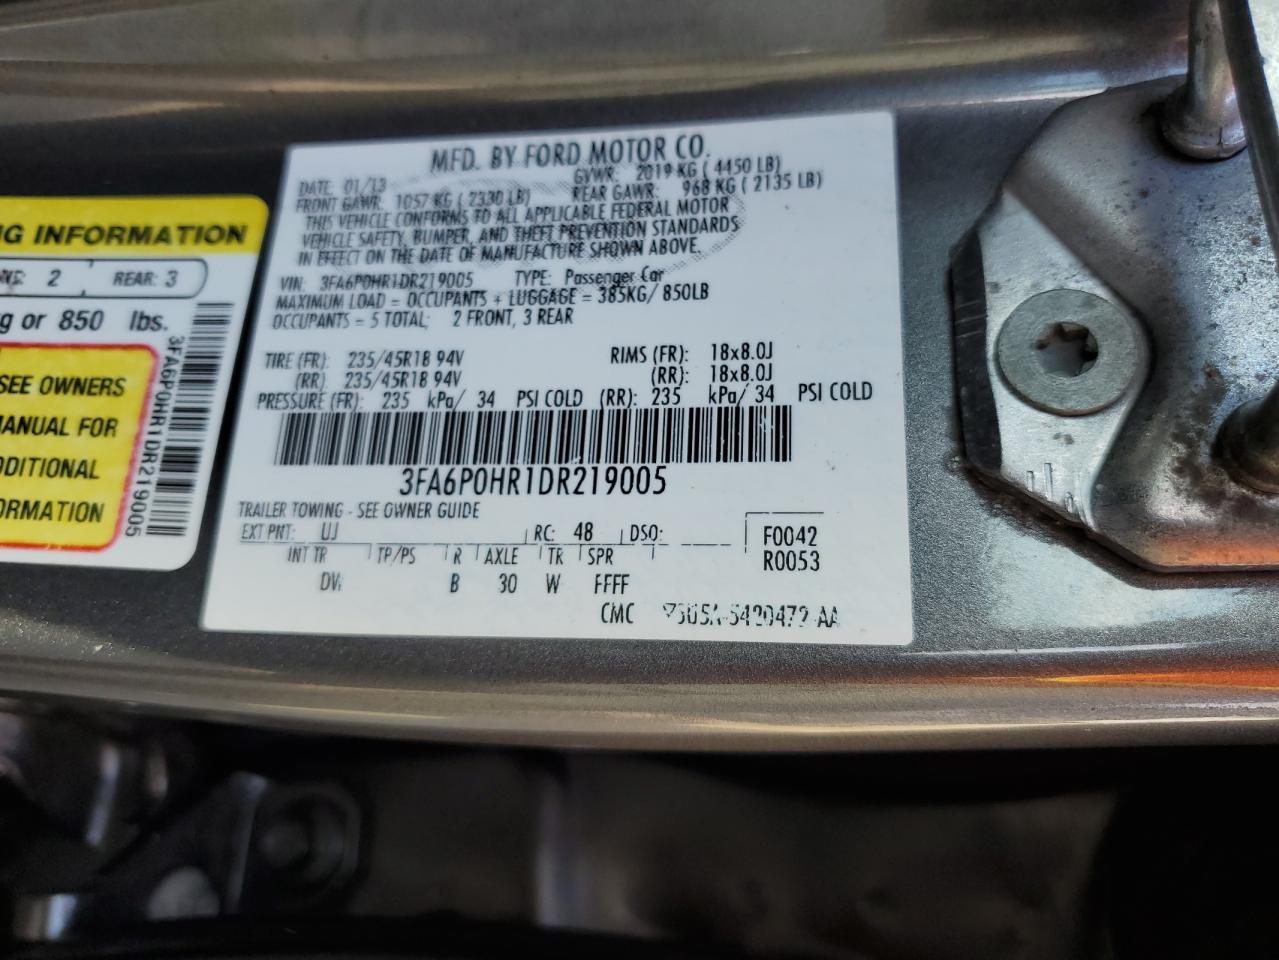 MFD. BY FORD MOTOR CO.
DATE: 01/13 GVWR: 2019 KG ( 4450 LB)
FRONT GAWR: 1057 KG ( 2330 LB) REAR GAWR: 968 KG ( 2135 LB)
THIS VEHICLE CONFORMS TO ALL APPLICABLE FEDERAL MOTOR
VEHICLE SAFETY, BUMPER, AND THEFT PREVENTION STANDARDS
IN EFFECT ON THE DATE OF MANUFACTURE SHOWN ABOVE.
VIN: 3FA6P0HR1DR219005 TYPE: Passenger Car
MAXIMUM LOAD = OCCUPANTS + LUGGAGE = 385KG/ 850LB
OCCUPANTS = 5 TOTAL; 2 FRONT, 3 REAR
TIRE (FR): 235/45R18 94V RIMS (FR): 18x8.0J
(RR) 235/45R18 94V (RR): 18x8.0J
PRESSURE (FR): 235 kPa/ 34 PSI COLD (RR): 235 kPa/ 34 PSI COLD
3FA6P0HR1DR219005
TRAILER TOWING - SEE OWNER GUIDE
EXT PNT: UJ RC: 48 DSO: F0042
INT TR TP/PS R AXLE TR SPR R0053
DW B 30 W FFFF
CMC
INFORMATION
2 REAR: 3
g or 850 lbs.
SEE OWNERS
MANUAL FOR
ADDITIONAL
FORMATION
3FA6P0HR1DR219005